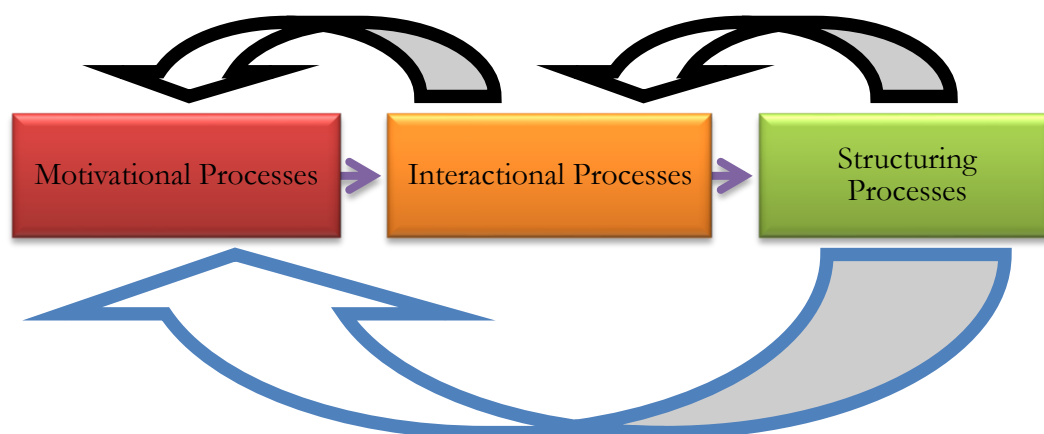 Motivational Processes
Interactional Processes
Structuring
Processes